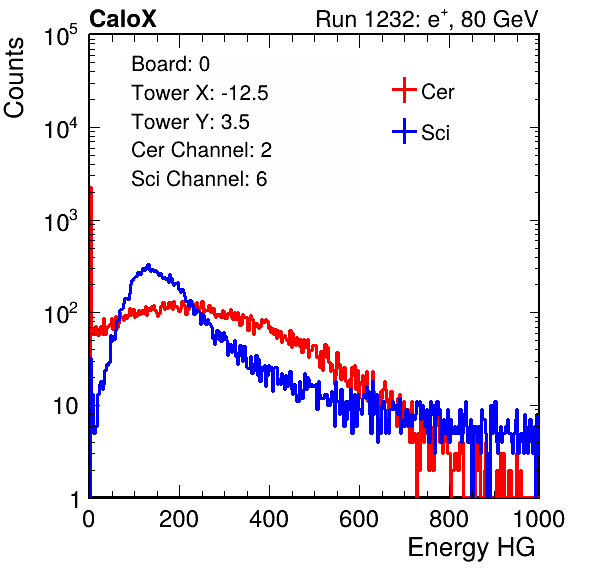 CaloX Run 1232: e⁺, 80 GeV
Counts
Board: 0
Tower X: -12.5
Tower Y: 3.5
Cer Channel: 2
Sci Channel: 6
Cer
Sci
10⁵
10⁴
10³
10²
10
1
0 200 400 600 800 1000
Energy HG